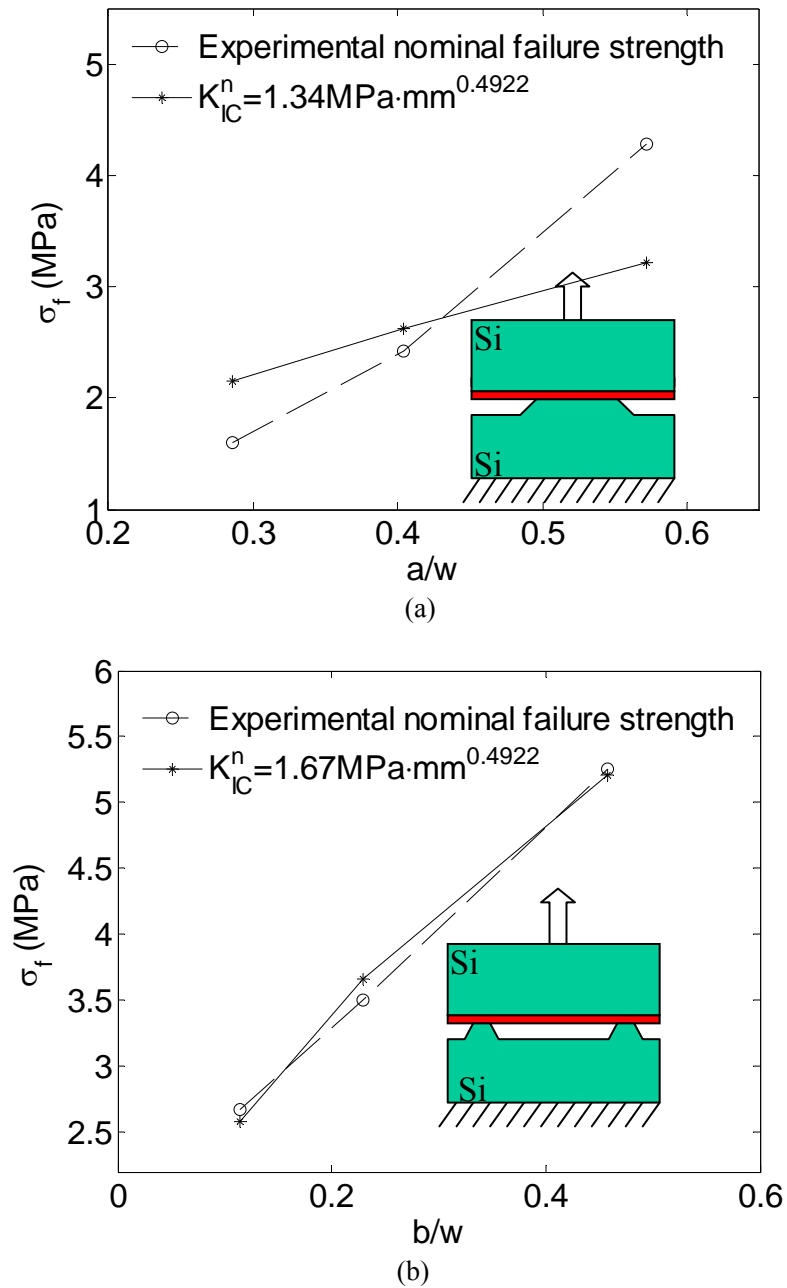 Experimental nominal failure strength
K_IC^n=1.34MPa·mm^0.4922
5
4
3
2
1
σ_f (MPa)
Si
Si
0.2
0.3
0.4
0.5
0.6
a/w
(a)
6
5.5
5
4.5
4
3.5
3
2.5
σ_f (MPa)
Experimental nominal failure strength
K_IC^n=1.67MPa·mm^0.4922
Si
Si
0
0.2
0.4
0.6
b/w
(b)